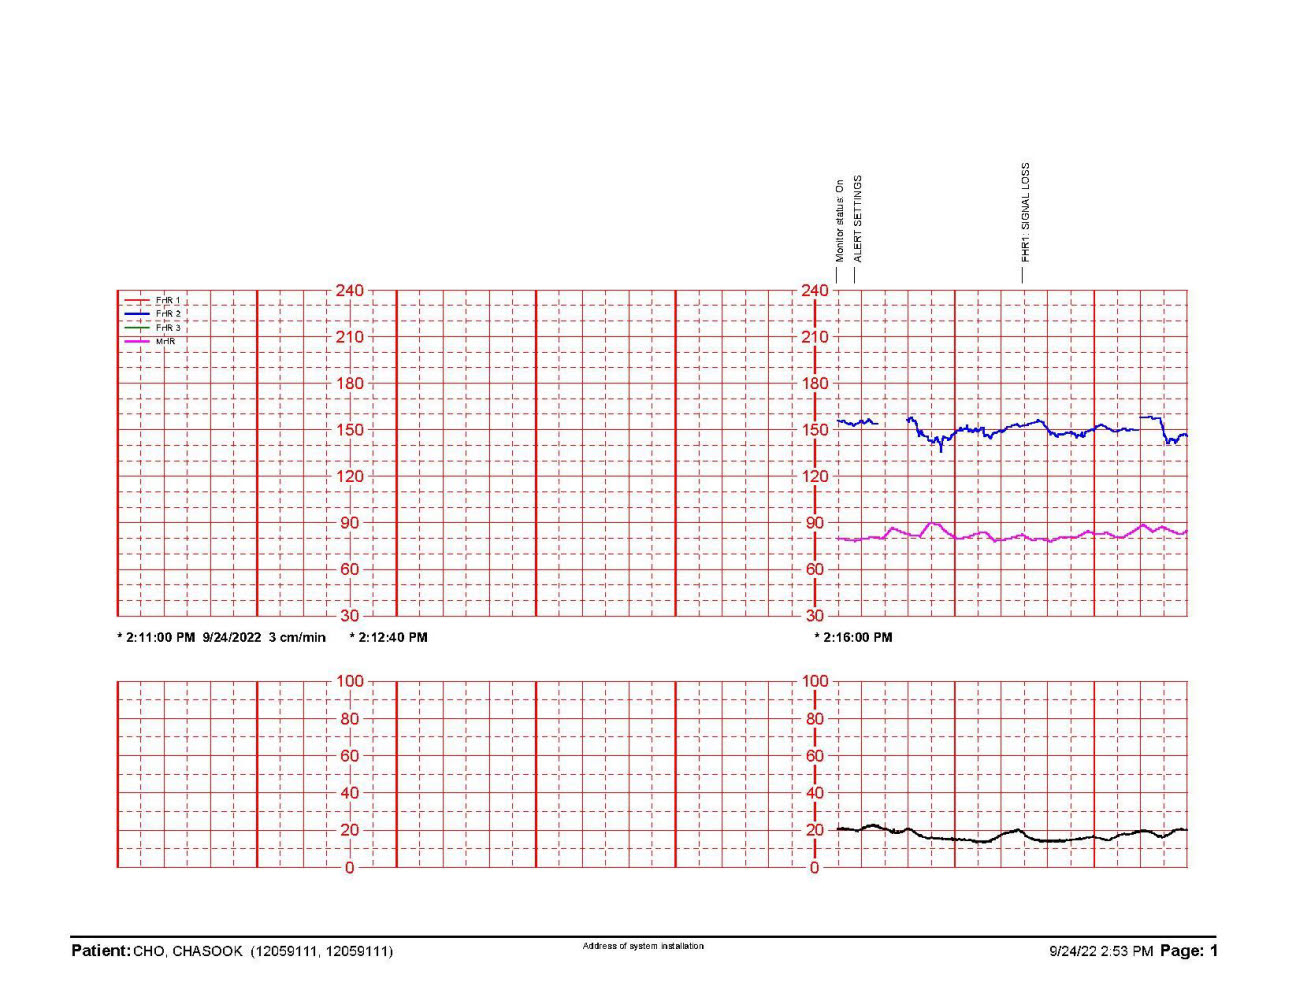 Monitor status: On
ALERT SETTINGS
FHR1: SIGNAL LOSS
240 240
FHR 1
FHR 2
FHR 3
MHR
210 210
180 180
150 150
120 120
90 90
60 60
30 30
* 2:11:00 PM 9/24/2022 3 cm/min * 2:12:40 PM * 2:16:00 PM
100 100
80 80
60 60
40 40
20 20
0 0
Patient: CHO, CHASOOK (12059111, 12059111) Address of system installation 9/24/22 2:53 PM Page: 1